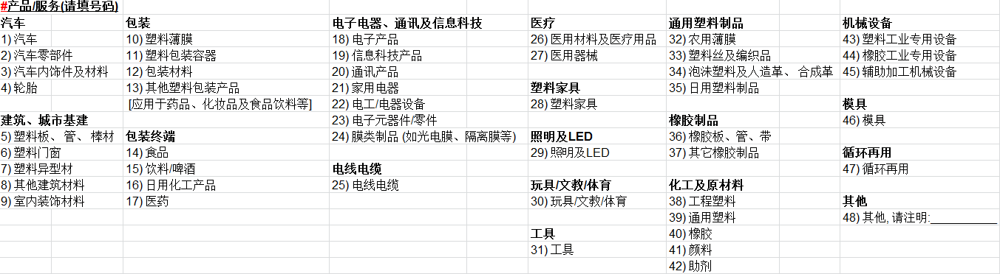 #产品/服务(请填号码)
汽车
1) 汽车
2) 汽车零部件
3) 汽车内饰件及材料
4) 轮胎
建筑、城市基建
5) 塑料板、 管、 棒材
6) 塑料门窗
7) 塑料异型材
8) 其他建筑材料
9) 室内装饰材料
包装
10) 塑料薄膜
11) 塑料包装容器
12) 包装材料
13) 其他塑料包装产品
[应用于药品、化妆品及食品饮料等]
包装终端
14) 食品
15) 饮料/啤酒
16) 日用化工产品
17) 医药
电子电器、通讯及信息科技
18) 电子产品
19) 信息科技产品
20) 通讯产品
21) 家用电器
22) 电工/电器设备
23) 电子元器件/零件
24) 膜类制品 (如光电膜、隔离膜等)
电线电缆
25) 电线电缆
医疗
26) 医用材料及医疗用品
27) 医用器械
塑料家具
28) 塑料家具
照明及LED
29) 照明及LED
玩具/文教/体育
30) 玩具/文教/体育
工具
31) 工具
通用塑料制品
32) 农用薄膜
33) 塑料丝及编织品
34) 泡沫塑料及人造革、 合成革
35) 日用塑料制品
橡胶制品
36) 橡胶板、管、带
37) 其它橡胶制品
化工及原材料
38) 工程塑料
39) 通用塑料
40) 橡胶
41) 颜料
42) 助剂
机械设备
43) 塑料工业专用设备
44) 橡胶工业专用设备
45) 辅助加工机械设备
模具
46) 模具
循环再用
47) 循环再用
其他
48) 其他, 请注明:___________